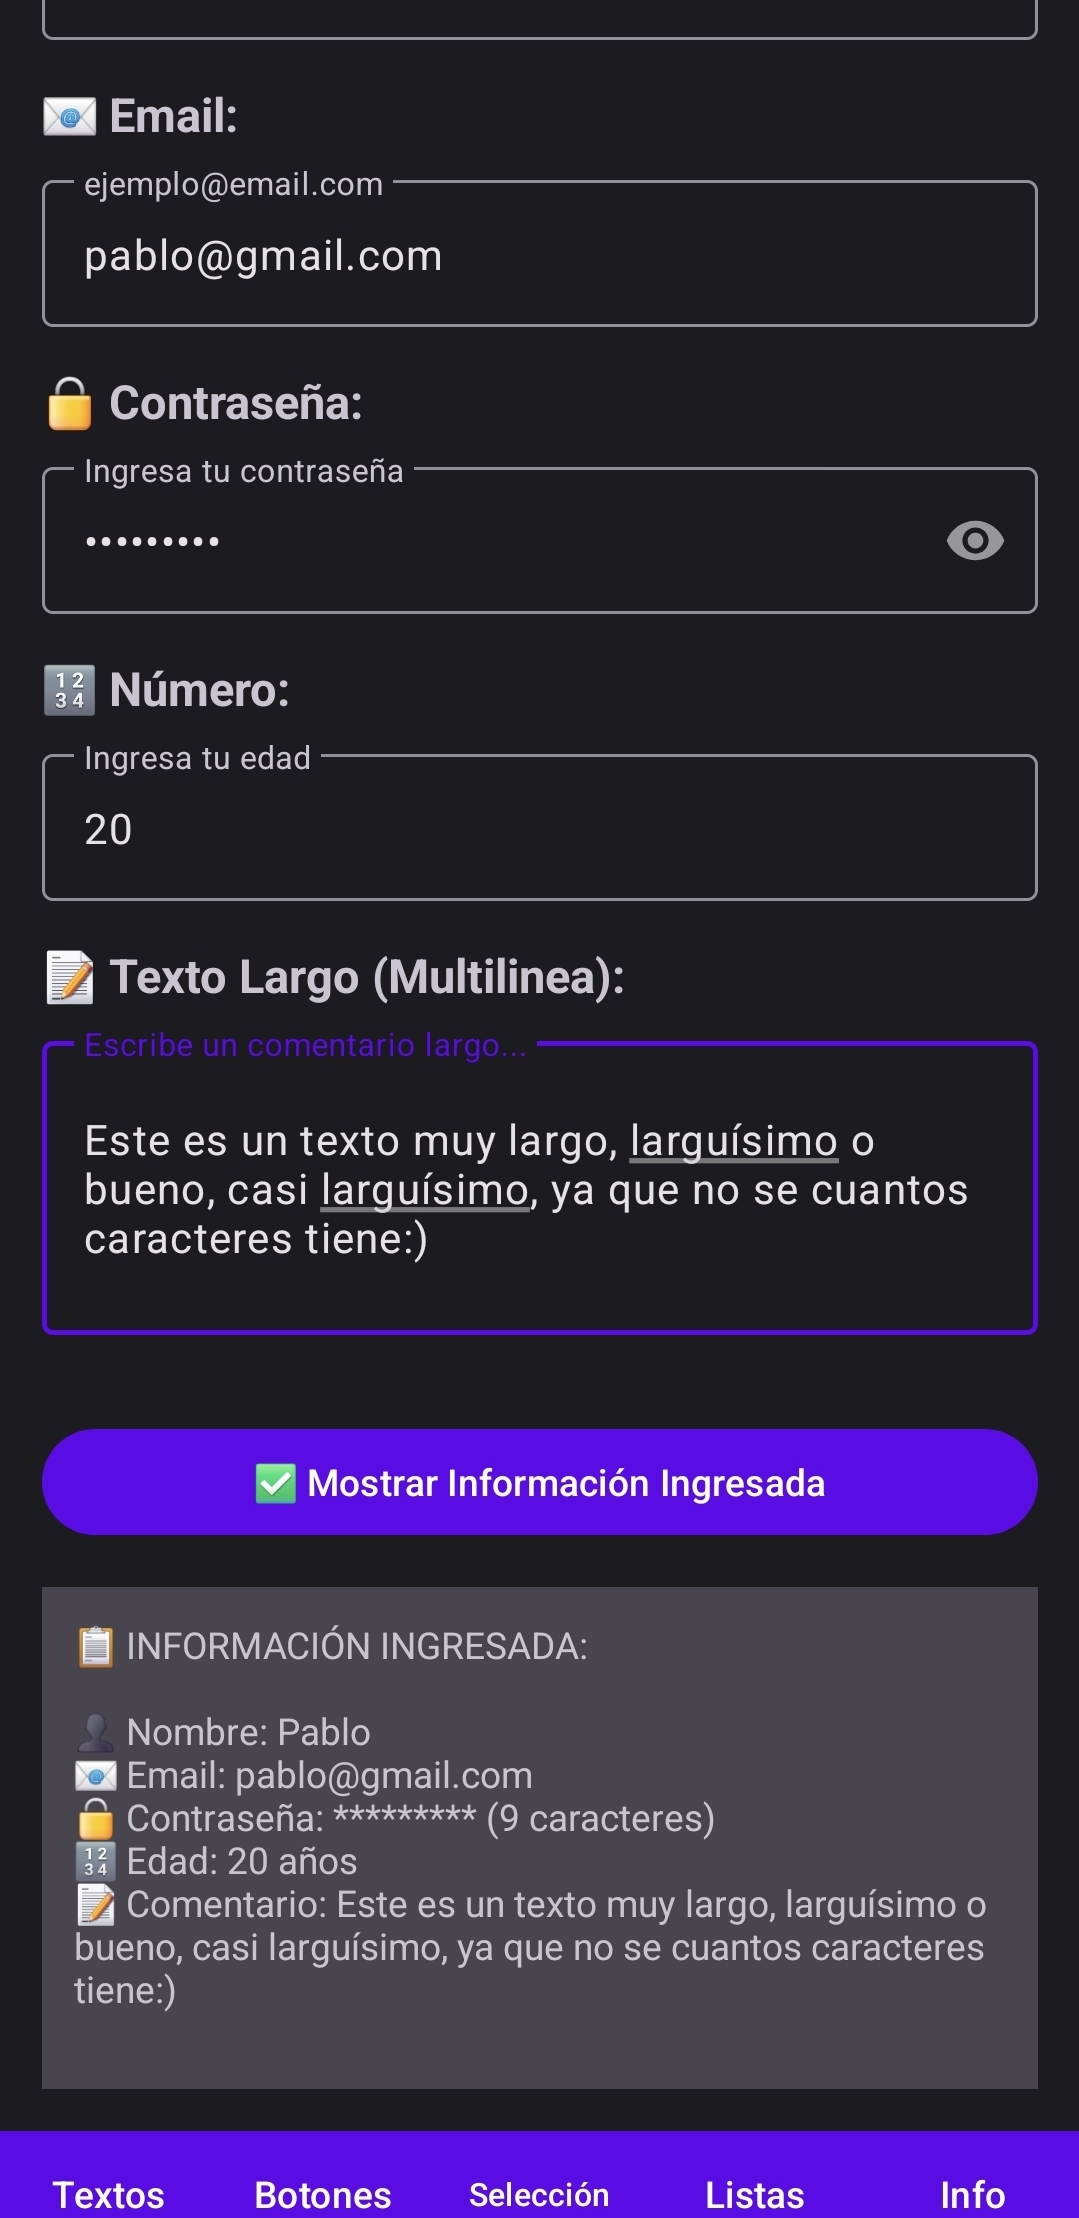 📧 Email:
ejemplo@email.com
pablo@gmail.com
🔒 Contraseña:
Ingresa tu contraseña
•••••••••
🔢 Número:
Ingresa tu edad
20
📝 Texto Largo (Multilinea):
Escribe un comentario largo...
Este es un texto muy largo, larguísimo o
bueno, casi larguísimo, ya que no se cuantos
caracteres tiene:)
✅ Mostrar Información Ingresada
📋 INFORMACIÓN INGRESADA:
👤 Nombre: Pablo
📧 Email: pablo@gmail.com
🔒 Contraseña: ********* (9 caracteres)
🔢 Edad: 20 años
📝 Comentario: Este es un texto muy largo, larguísimo o
bueno, casi larguísimo, ya que no se cuantos caracteres
tiene:)
Textos Botones Selección Listas Info